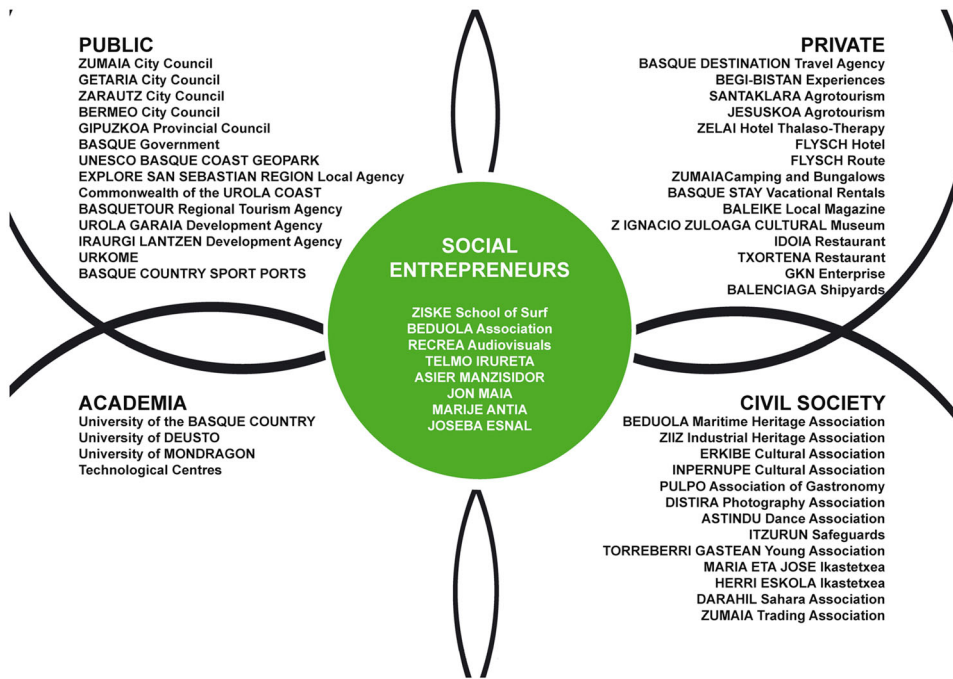 PUBLIC
ZUMAIA City Council
GETARIA City Council
ZARAUTZ City Council
BERMEO City Council
GIPUZKOA Provincial Council
BASQUE Government
UNESCO BASQUE COAST GEOPARK
EXPLORE SAN SEBASTIAN REGION Local Agency
Commonwealth of the UROLA COAST
BASQUETOUR Regional Tourism Agency
UROLA GARAIA Development Agency
IRAURGI LANTZEN Development Agency
URKOME
BASQUE COUNTRY SPORT PORTS
PRIVATE
BASQUE DESTINATION Travel Agency
BEGI-BISTAN Experiences
SANTAKLARA Agrotourism
JESUSKOA Agrotourism
ZELAI Hotel Thalaso-Therapy
FLYSCH Hotel
FLYSCH Route
ZUMAIACamping and Bungalows
BASQUE STAY Vacational Rentals
BALEIKE Local Magazine
Z IGNACIO ZULOAGA CULTURAL Museum
IDOIA Restaurant
TXORTENA Restaurant
GKN Enterprise
BALENCIAGA Shipyards
SOCIAL
ENTREPRENEURS
ZISKE School of Surf
BEDUOLA Association
RECREA Audiovisuals
TELMO IRURETA
ASIER MANZISIDOR
JON MAIA
MARIJE ANTIA
JOSEBA ESNAL
ACADEMIA
University of the BASQUE COUNTRY
University of DEUSTO
University of MONDRAGON
Technological Centres
CIVIL SOCIETY
BEDUOLA Maritime Heritage Association
ZIIZ Industrial Heritage Association
ERKIBE Cultural Association
INPERNUPE Cultural Association
PULPO Association of Gastronomy
DISTIRA Photography Association
ASTINDU Dance Association
ITZURUN Safeguards
TORREBERRI GASTEAN Young Association
MARIA ETA JOSE Ikastetxea
HERRI ESKOLA Ikastetxea
DARAHIL Sahara Association
ZUMAIA Trading Association